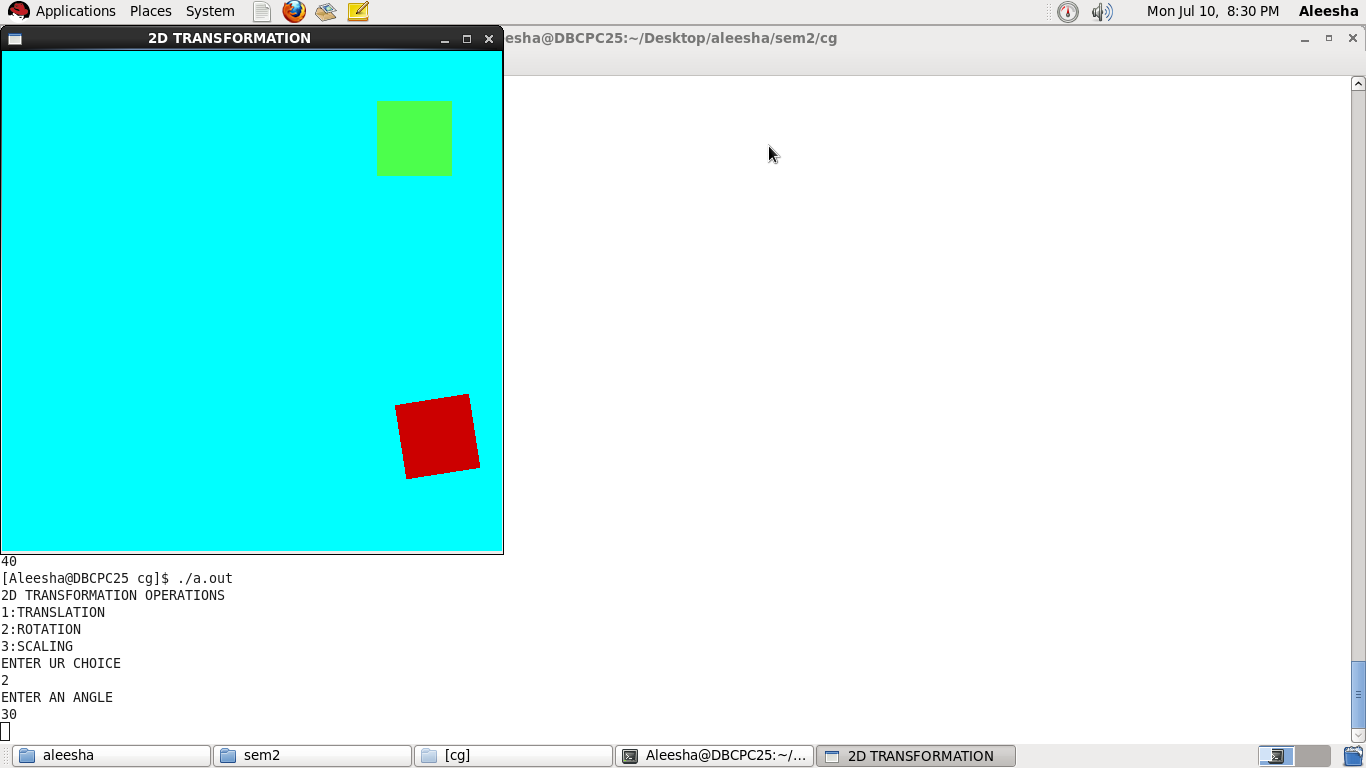 Applications Places System Mon Jul 10, 8:30 PM Aleesha
2D TRANSFORMATION esha@DBCPC25:~/Desktop/aleesha/sem2/cg
40
[Aleesha@DBCPC25 cg]$ ./a.out
2D TRANSFORMATION OPERATIONS
1:TRANSLATION
2:ROTATION
3:SCALING
ENTER UR CHOICE
2
ENTER AN ANGLE
30
aleesha sem2 [cg] Aleesha@DBCPC25:~/... 2D TRANSFORMATION